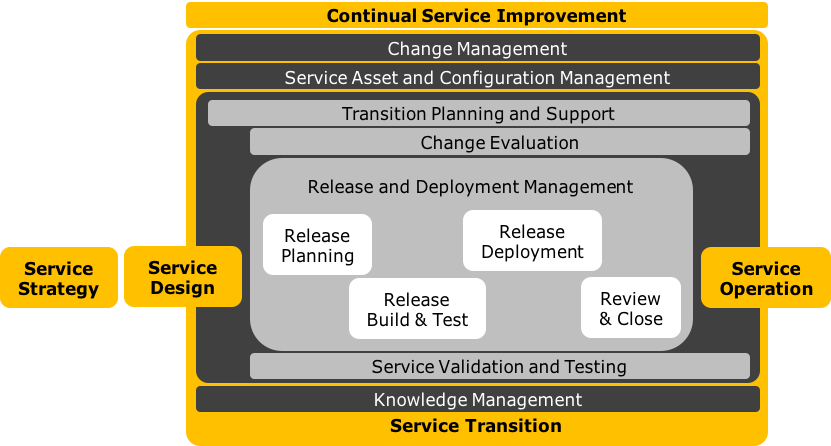 Continual Service Improvement
Change Management
Service Asset and Configuration Management
Transition Planning and Support
Change Evaluation
Release and Deployment Management
Release
Planning
Release
Deployment
Release
Build & Test
Review
& Close
Service
Strategy
Service
Design
Service
Operation
Service Validation and Testing
Knowledge Management
Service Transition